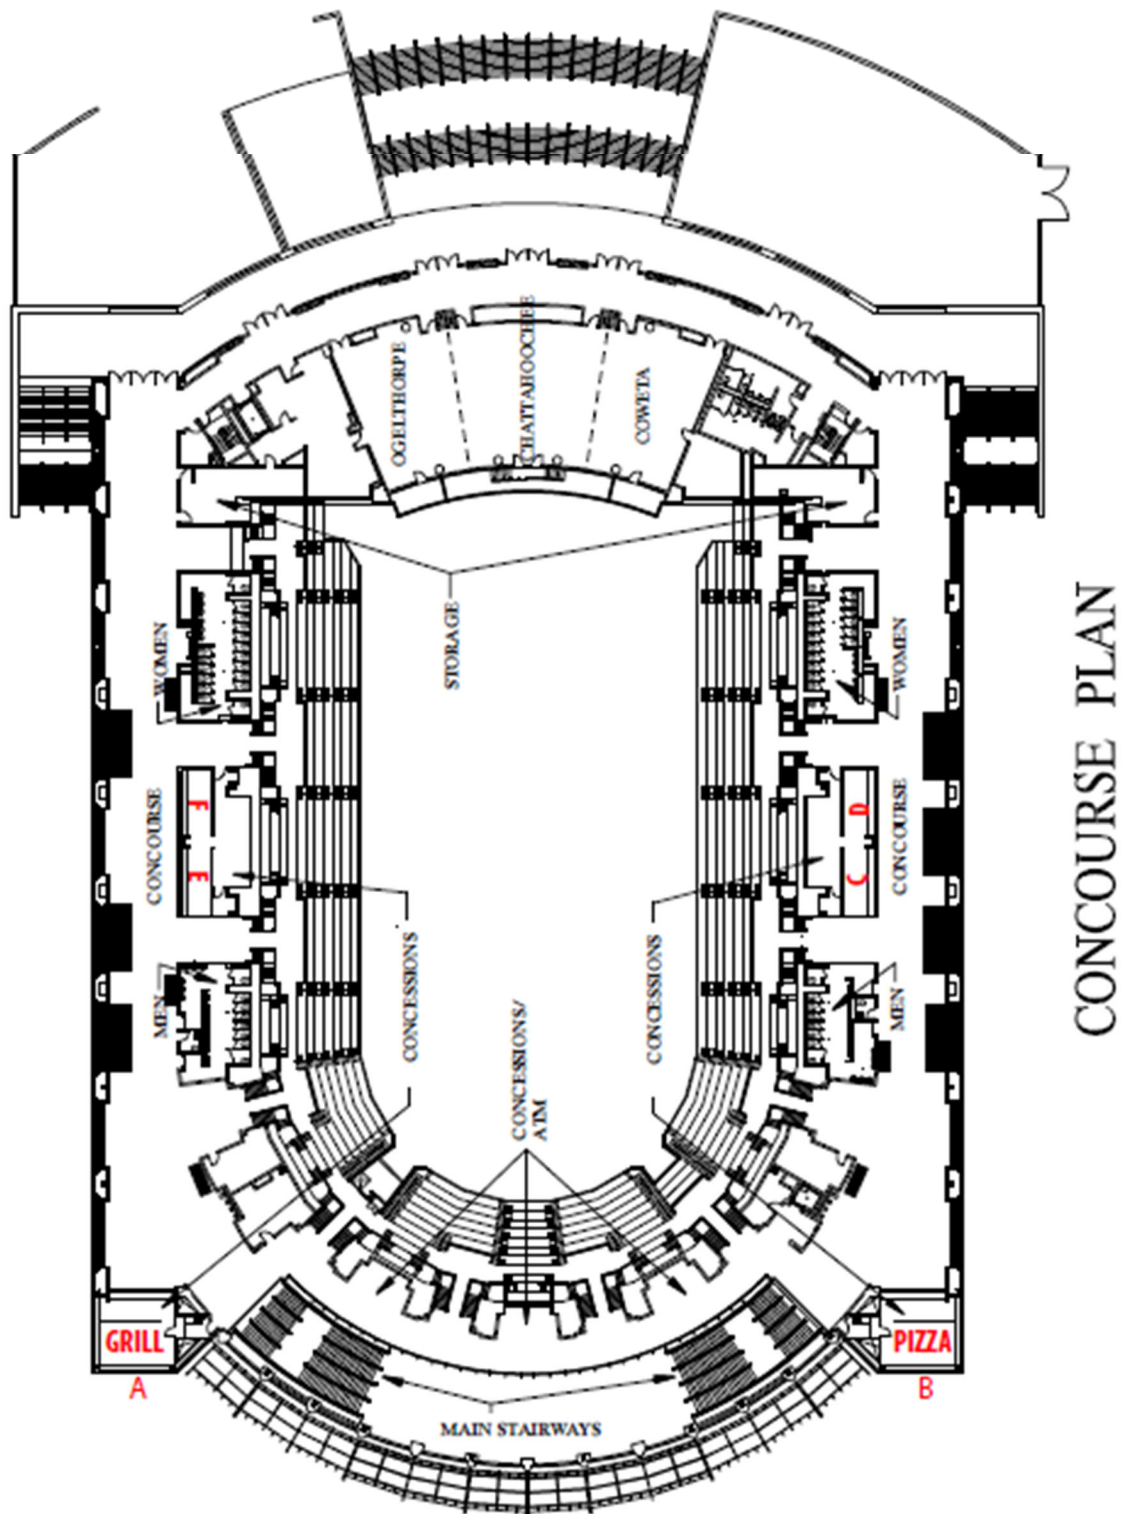 OGELTHORPE
CHATTAHOOCHEE
COWETA
STORAGE
WOMEN
WOMEN
CONCOURSE
F
E
D
C
CONCOURSE
MEN
CONCESSIONS
CONCESSIONS/
ATM
CONCESSIONS
MEN
GRILL
A
PIZZA
B
MAIN STAIRWAYS
CONCOURSE PLAN